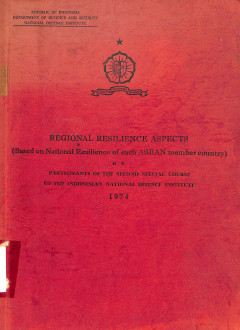 REPUBLIC OF INDONESIA
DEPARTMENT OF DEFENCE AND SECURITY
NATIONAL DEFENCE INSTITUTE
REGIONAL RESILIENCE ASPECTS
(Based on National Resilience of each ASEAN member country)
BY
PARTICIPANTS OF THE SECOND SPECIAL COURSE
OF THE INDONESIAN NATIONAL DEFENCE INSTITUTE
1974